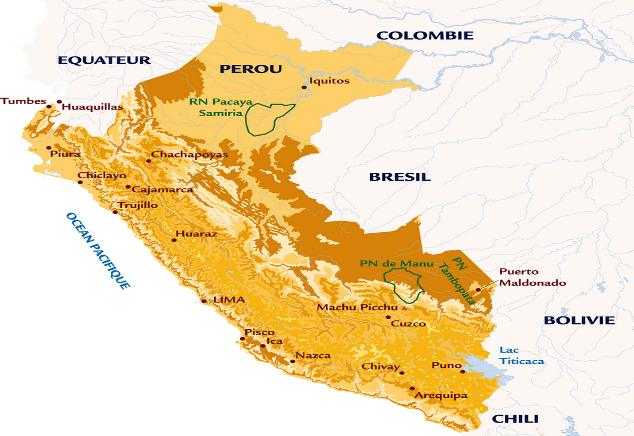 COLOMBIE
EQUATEUR
PEROU
Iquitos
RN Pacaya
Samiria
Tumbes
Huaquillas
Piura
Chachapoyas
Chiclayo
Cajamarca
BRESIL
Trujillo
OCEAN PACIFIQUE
Huaraz
PN de Manu
PN
Tambopata
Puerto
Maldonado
LIMA
Machu Picchu
Cuzco
BOLIVIE
Pisco
Ica
Nazca
Lac
Titicaca
Chivay
Puno
Arequipa
CHILI